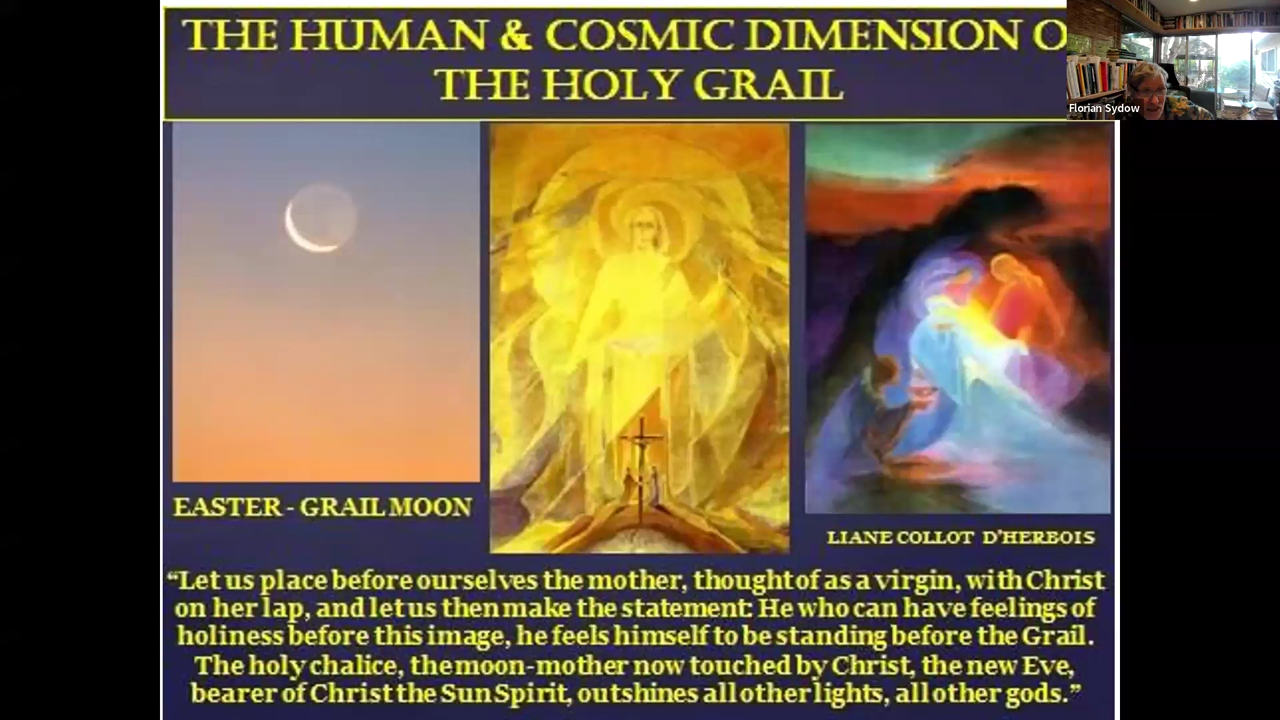 THE HUMAN & COSMIC DIMENSION O
THE HOLY GRAIL
Florian Sydow
EASTER - GRAIL MOON
LIANE COLLOT D'HERBOIS
“Let us place before ourselves the mother, thought of as a virgin, with Christ
on her lap, and let us then make the statement: He who can have feelings of
holiness before this image, he feels himself to be standing before the Grail.
The holy chalice, the moon-mother now touched by Christ, the new Eve,
bearer of Christ the Sun Spirit, outshines all other lights, all other gods.”